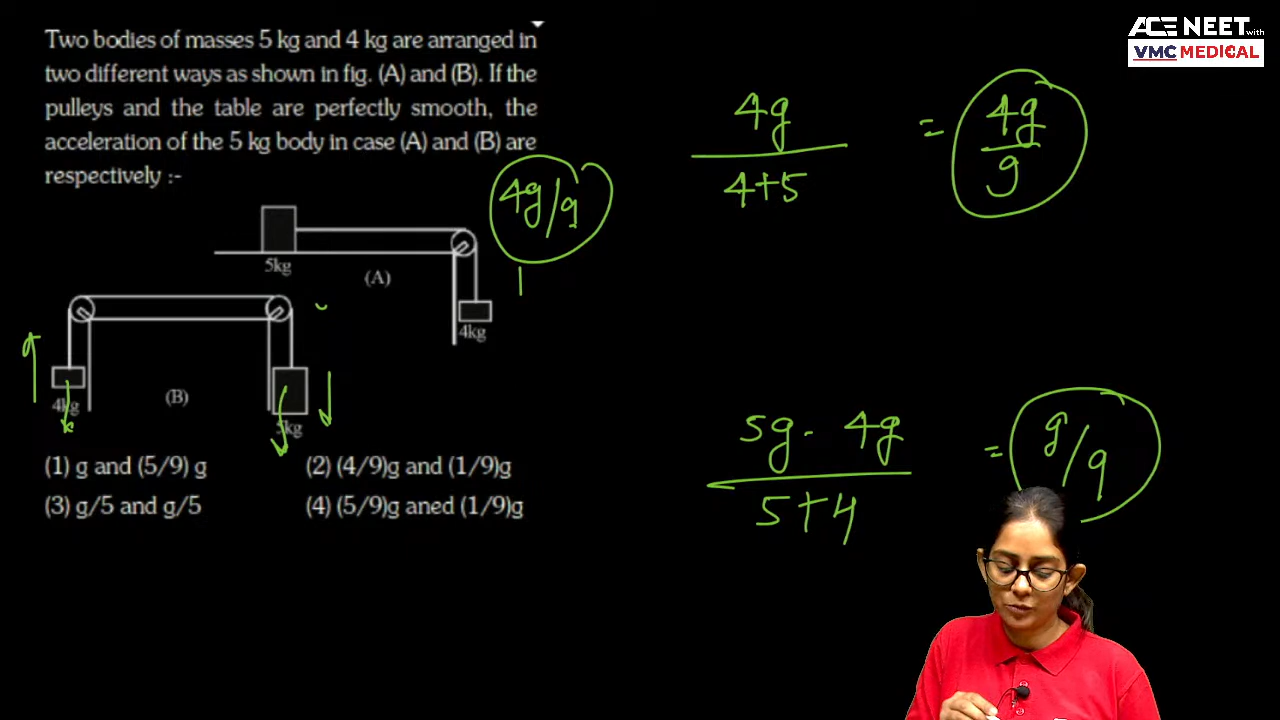 ACE NEET with
VMC MEDICAL
Two bodies of masses 5 kg and 4 kg are arranged in
two different ways as shown in fig. (A) and (B). If the
pulleys and the table are perfectly smooth, the
acceleration of the 5 kg body in case (A) and (B) are
respectively :-
4g/9
5kg
(A)
4kg
4kg
(B)
5kg
(1) g and (5/9) g
(2) (4/9)g and (1/9)g
(3) g/5 and g/5
(4) (5/9)g aned (1/9)g
4g
4+5
= 4g
9
5g - 4g
5+4
= g/9